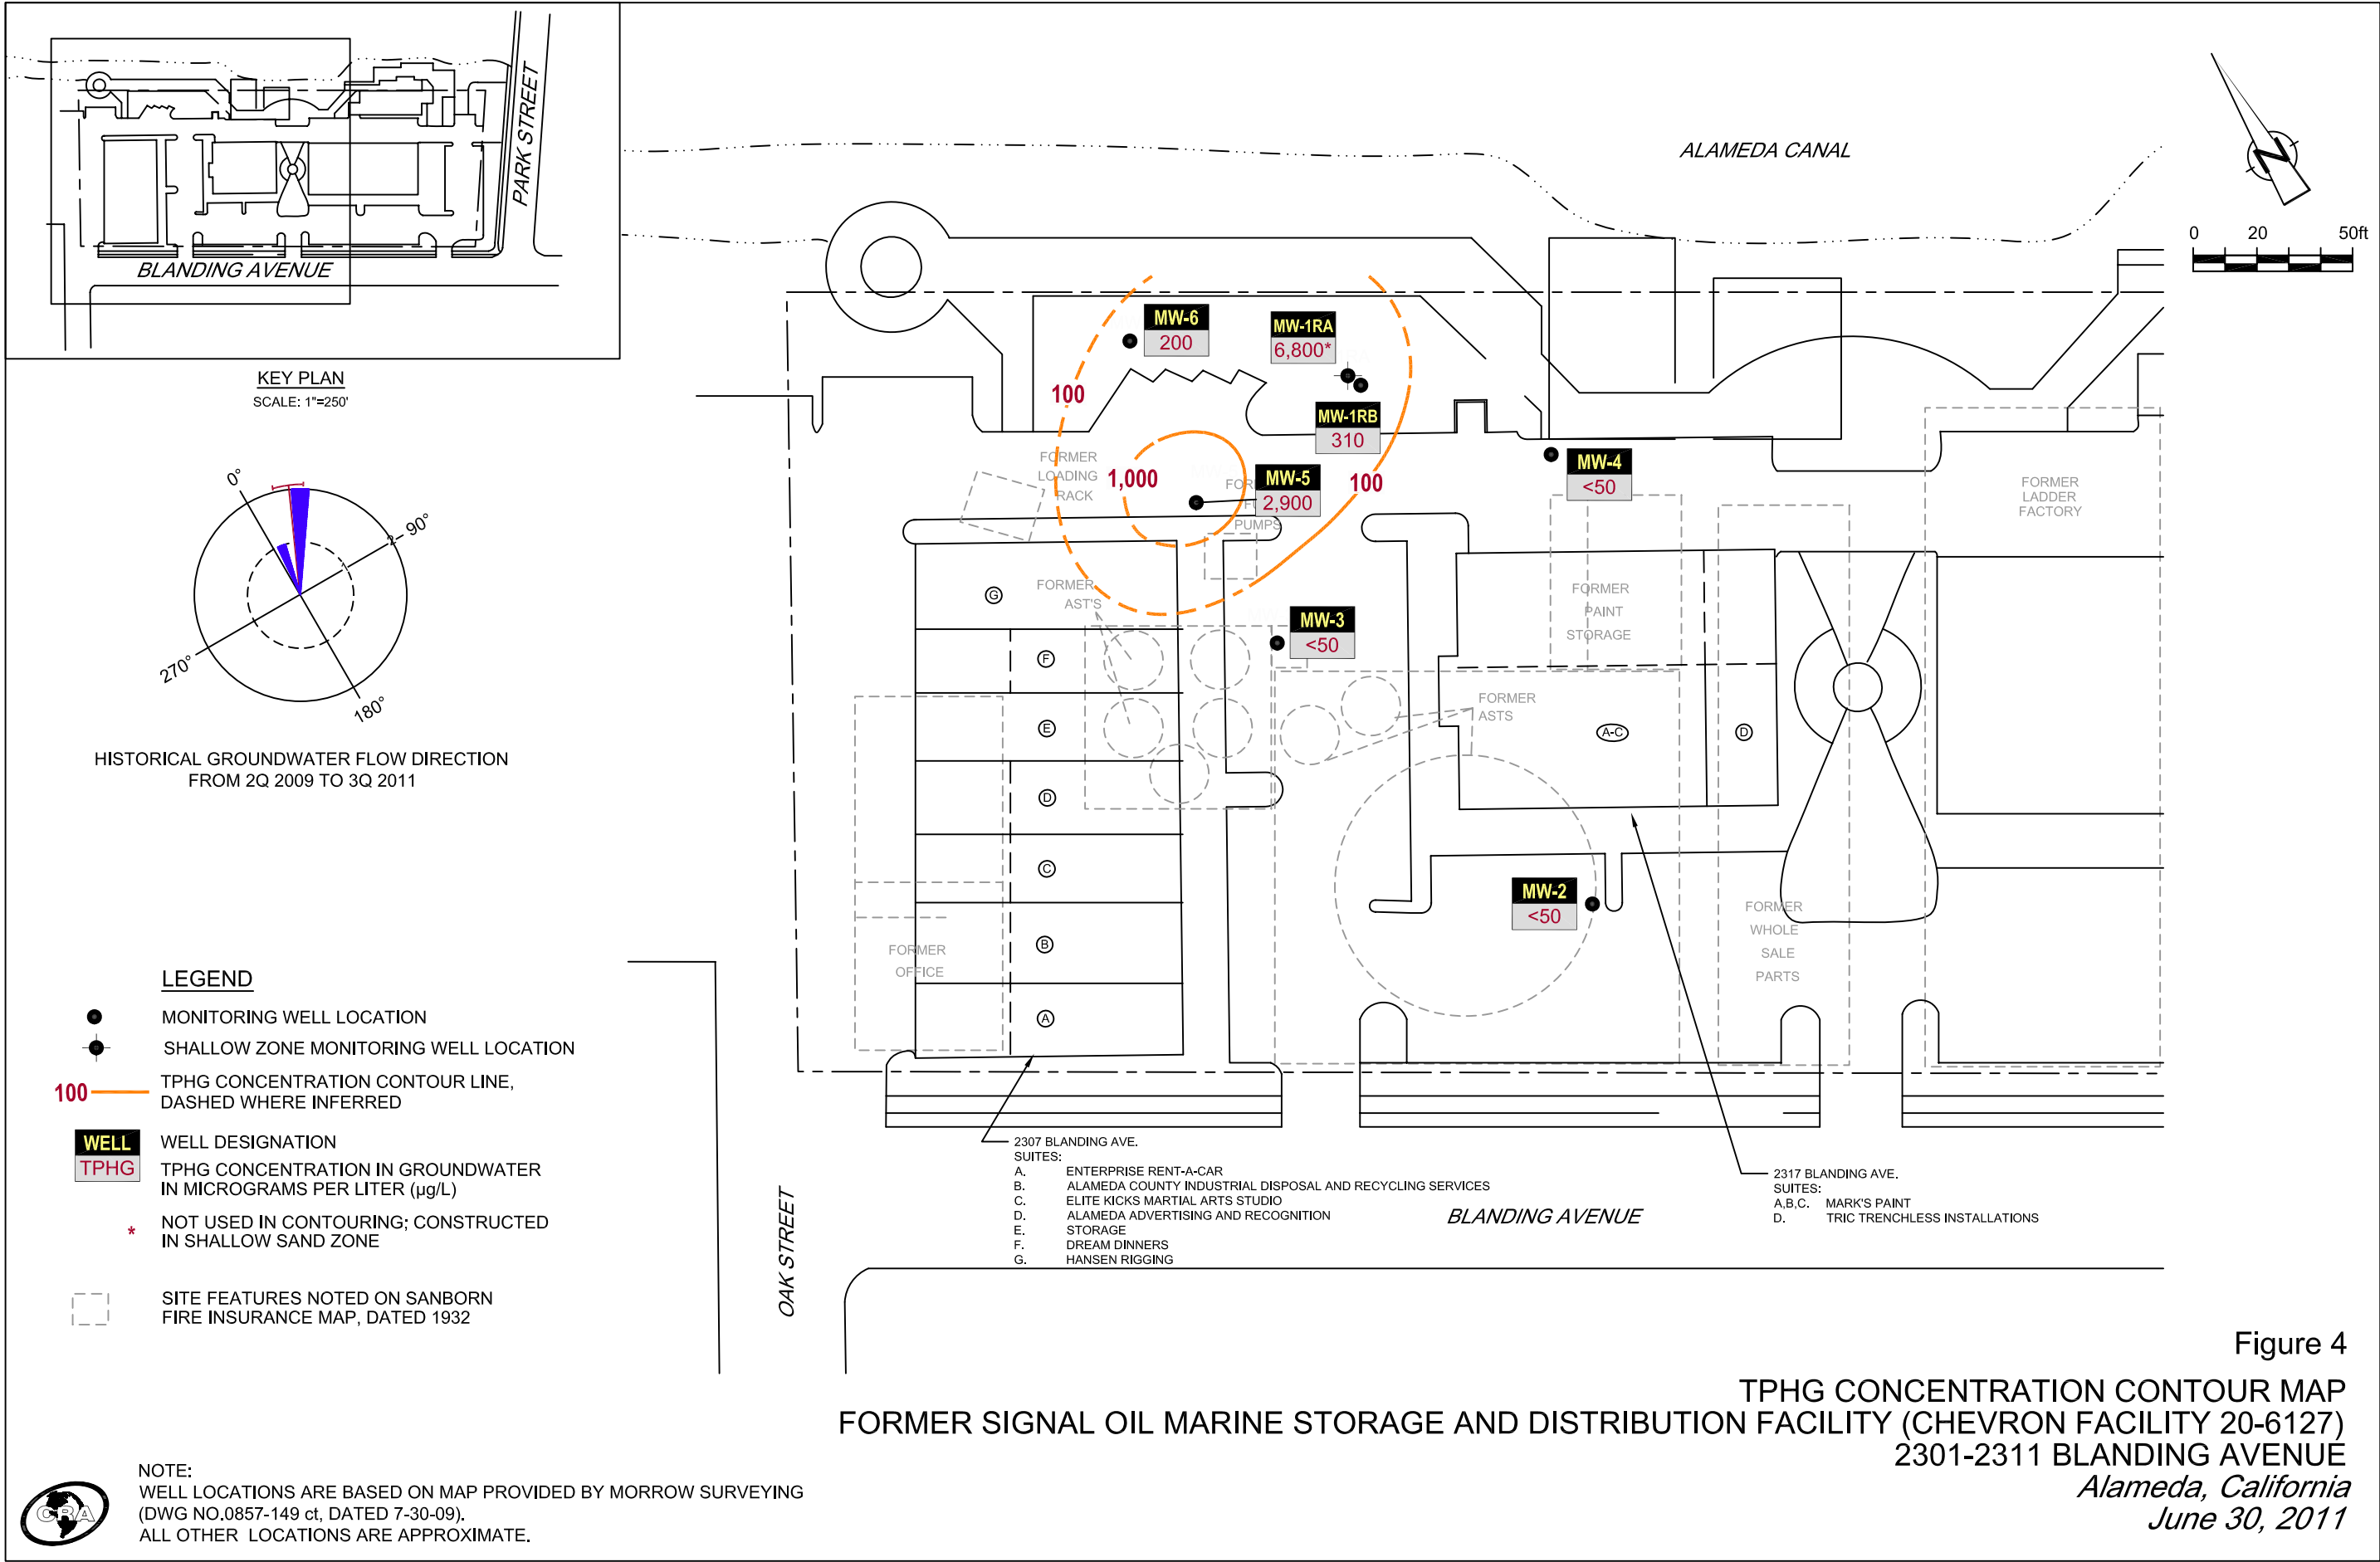 PARK STREET
BLANDING AVENUE
KEY PLAN
SCALE: 1"=250'
0°
90°
270°
180°
HISTORICAL GROUNDWATER FLOW DIRECTION
FROM 2Q 2009 TO 3Q 2011
LEGEND
MONITORING WELL LOCATION
SHALLOW ZONE MONITORING WELL LOCATION
100
TPHG CONCENTRATION CONTOUR LINE,
DASHED WHERE INFERRED
WELL
WELL DESIGNATION
TPHG
TPHG CONCENTRATION IN GROUNDWATER
IN MICROGRAMS PER LITER (µg/L)
*
NOT USED IN CONTOURING; CONSTRUCTED
IN SHALLOW SAND ZONE
SITE FEATURES NOTED ON SANBORN
FIRE INSURANCE MAP, DATED 1932
ALAMEDA CANAL
N
0 20 50ft
MW-6
200
MW-1RA
6,800*
100
MW-1RB
310
MW-4
<50
FORMER
LOADING
RACK
1,000
MW-5
2,900
100
PUMPS
FORMER
LADDER
FACTORY
FORMER
AST'S
G
MW-3
<50
FORMER
PAINT
STORAGE
F
E
D
C
B
A
FORMER
ASTS
A-C
D
MW-2
<50
FORMER
OFFICE
FORMER
WHOLE
SALE
PARTS
2307 BLANDING AVE.
SUITES:
A. ENTERPRISE RENT-A-CAR
B. ALAMEDA COUNTY INDUSTRIAL DISPOSAL AND RECYCLING SERVICES
C. ELITE KICKS MARTIAL ARTS STUDIO
D. ALAMEDA ADVERTISING AND RECOGNITION
E. STORAGE
F. DREAM DINNERS
G. HANSEN RIGGING
2317 BLANDING AVE.
SUITES:
A,B,C. MARK'S PAINT
D. TRIC TRENCHLESS INSTALLATIONS
BLANDING AVENUE
OAK STREET
Figure 4
TPHG CONCENTRATION CONTOUR MAP
FORMER SIGNAL OIL MARINE STORAGE AND DISTRIBUTION FACILITY (CHEVRON FACILITY 20-6127)
2301-2311 BLANDING AVENUE
Alameda, California
June 30, 2011
CRA
NOTE:
WELL LOCATIONS ARE BASED ON MAP PROVIDED BY MORROW SURVEYING
(DWG NO.0857-149 ct, DATED 7-30-09).
ALL OTHER LOCATIONS ARE APPROXIMATE.